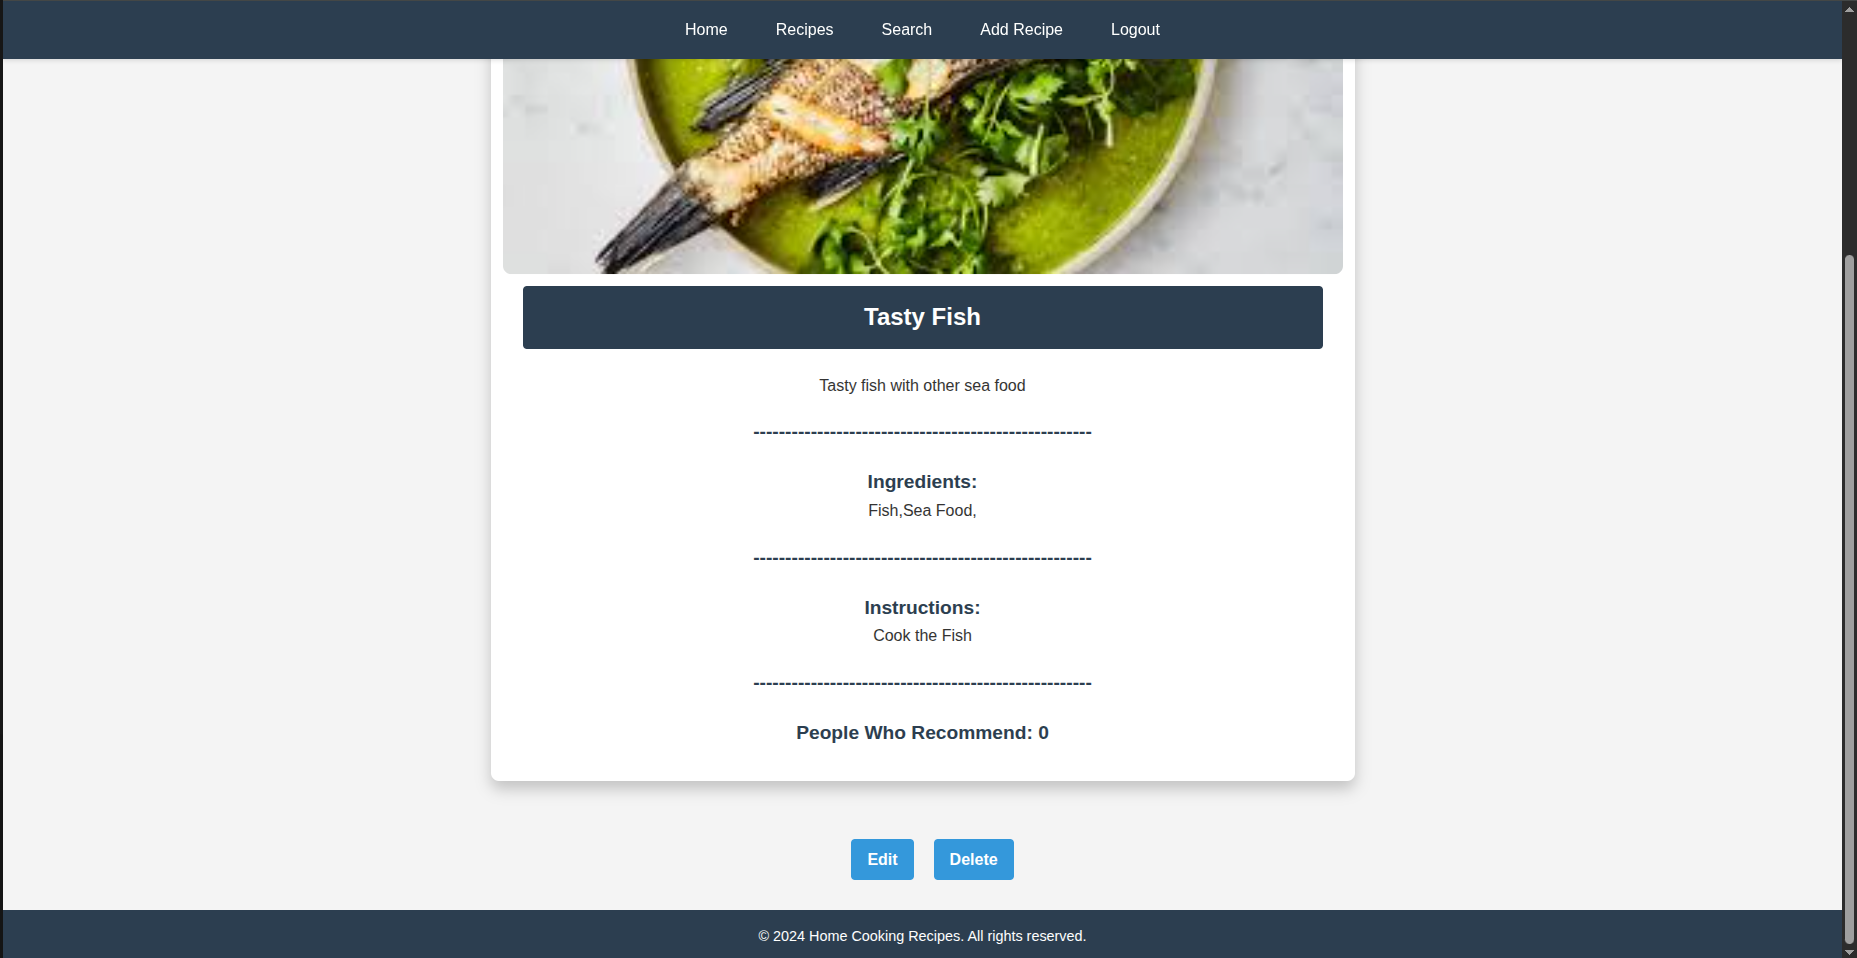 Home Recipes Search Add Recipe Logout
Tasty Fish
Tasty fish with other sea food
-----------------------------------------------------
Ingredients:
Fish,Sea Food,
-----------------------------------------------------
Instructions:
Cook the Fish
-----------------------------------------------------
People Who Recommend: 0
Edit Delete
© 2024 Home Cooking Recipes. All rights reserved.